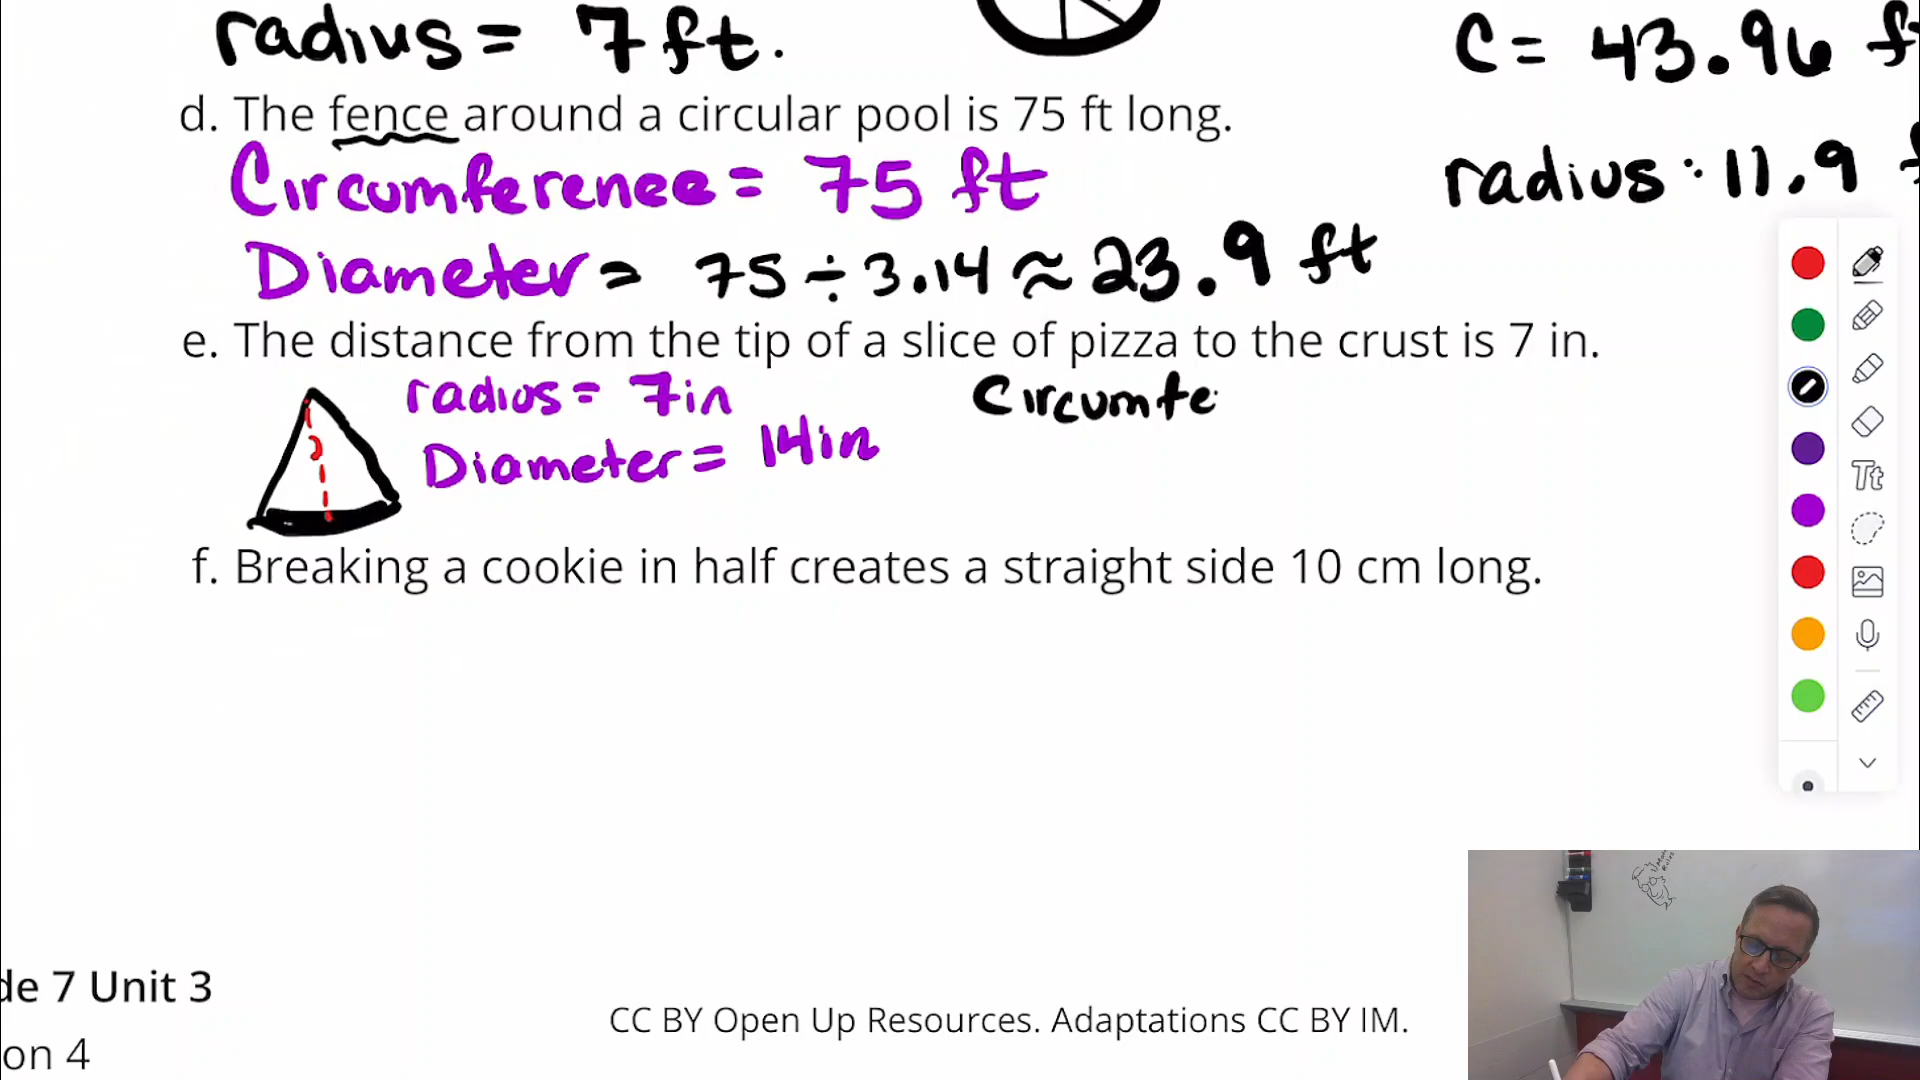 radius = 7 ft.
C = 43.96 f
d. The fence around a circular pool is 75 ft long.
Circumference = 75 ft
radius: 11.9
Diameter = 75 ÷ 3.14 ≈ 23.9 ft
e. The distance from the tip of a slice of pizza to the crust is 7 in.
radius = 7in
Circumfe
Diameter = 14in
Tt
f. Breaking a cookie in half creates a straight side 10 cm long.
de 7 Unit 3
CC BY Open Up Resources. Adaptations CC BY IM.
on 4